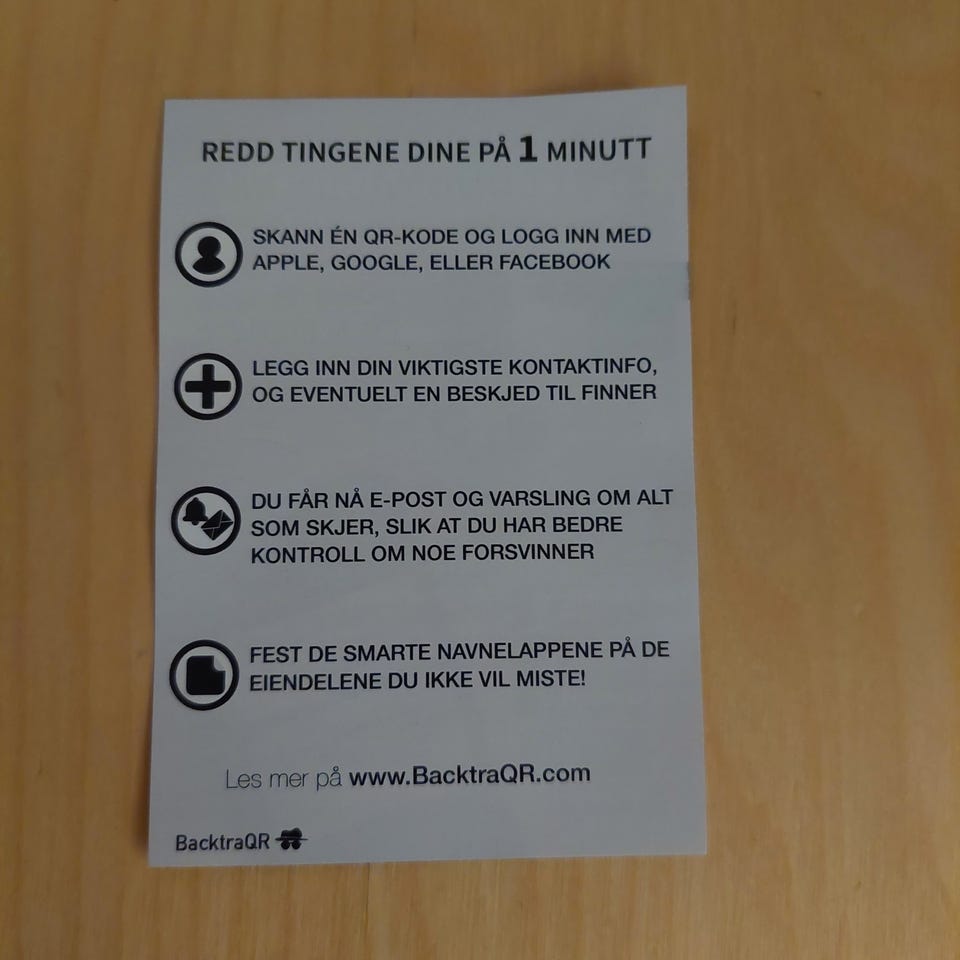 REDD TINGENE DINE PÅ 1 MINUTT
SKANN ÉN QR-KODE OG LOGG INN MED
APPLE, GOOGLE, ELLER FACEBOOK
LEGG INN DIN VIKTIGSTE KONTAKTINFO,
OG EVENTUELT EN BESKJED TIL FINNER
DU FÅR NÅ E-POST OG VARSLING OM ALT
SOM SKJER, SLIK AT DU HAR BEDRE
KONTROLL OM NOE FORSVINNER
FEST DE SMARTE NAVNELAPPENE PÅ DE
EIENDELENE DU IKKE VIL MISTE!
Les mer på www.BacktraQR.com
BacktraQR